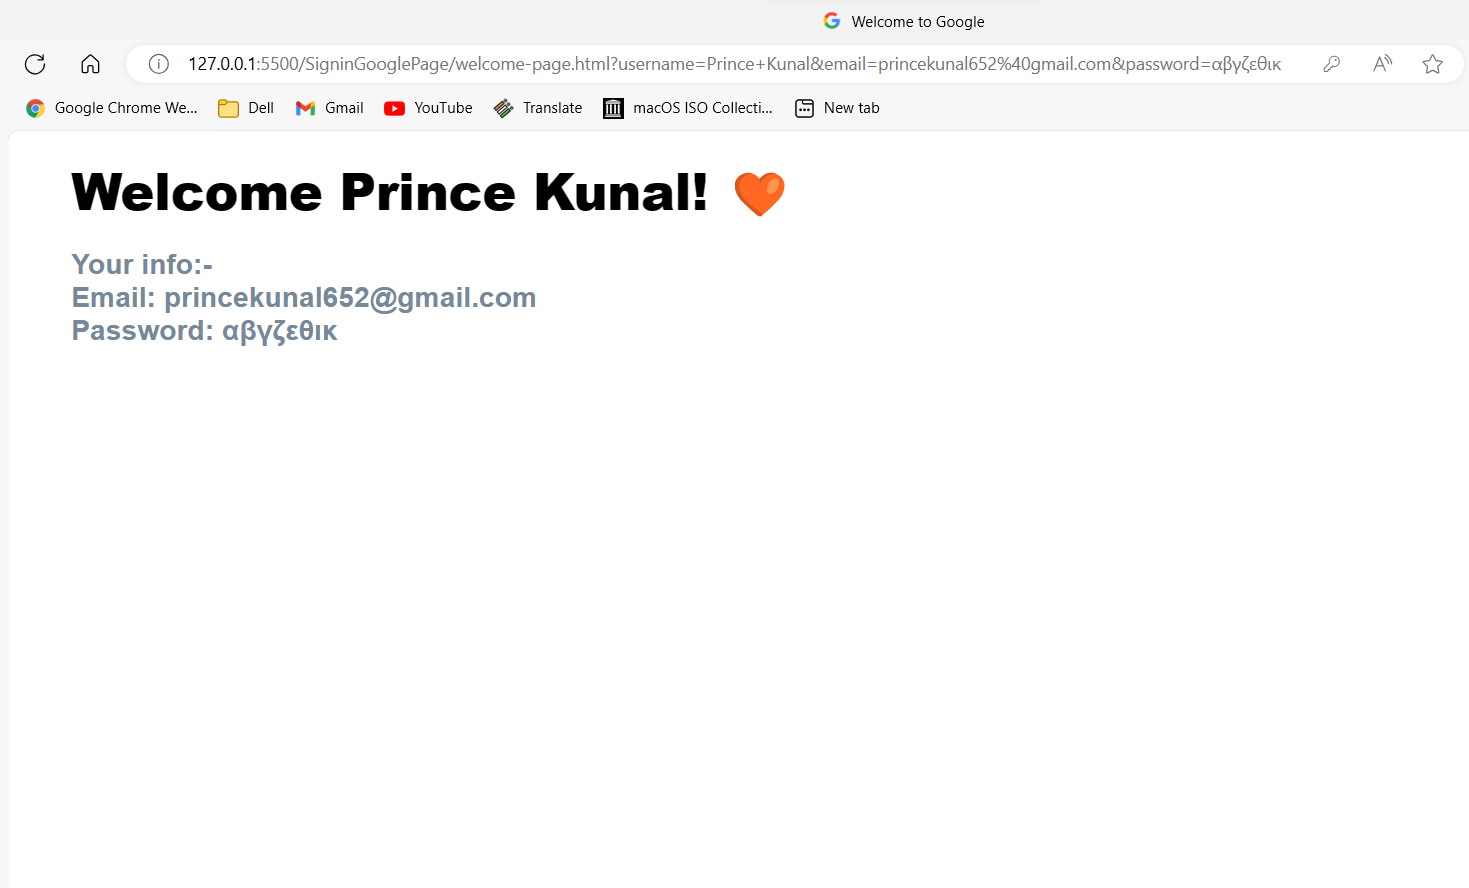 Welcome to Google
127.0.0.1:5500/SigninGooglePage/welcome-page.html?username=Prince+Kunal&email=princekunal652%40gmail.com&password=αβγζεθικ
Google Chrome We... Dell Gmail YouTube Translate macOS ISO Collecti... New tab
Welcome Prince Kunal! 🧡
Your info:-
Email: princekunal652@gmail.com
Password: αβγζεθικ